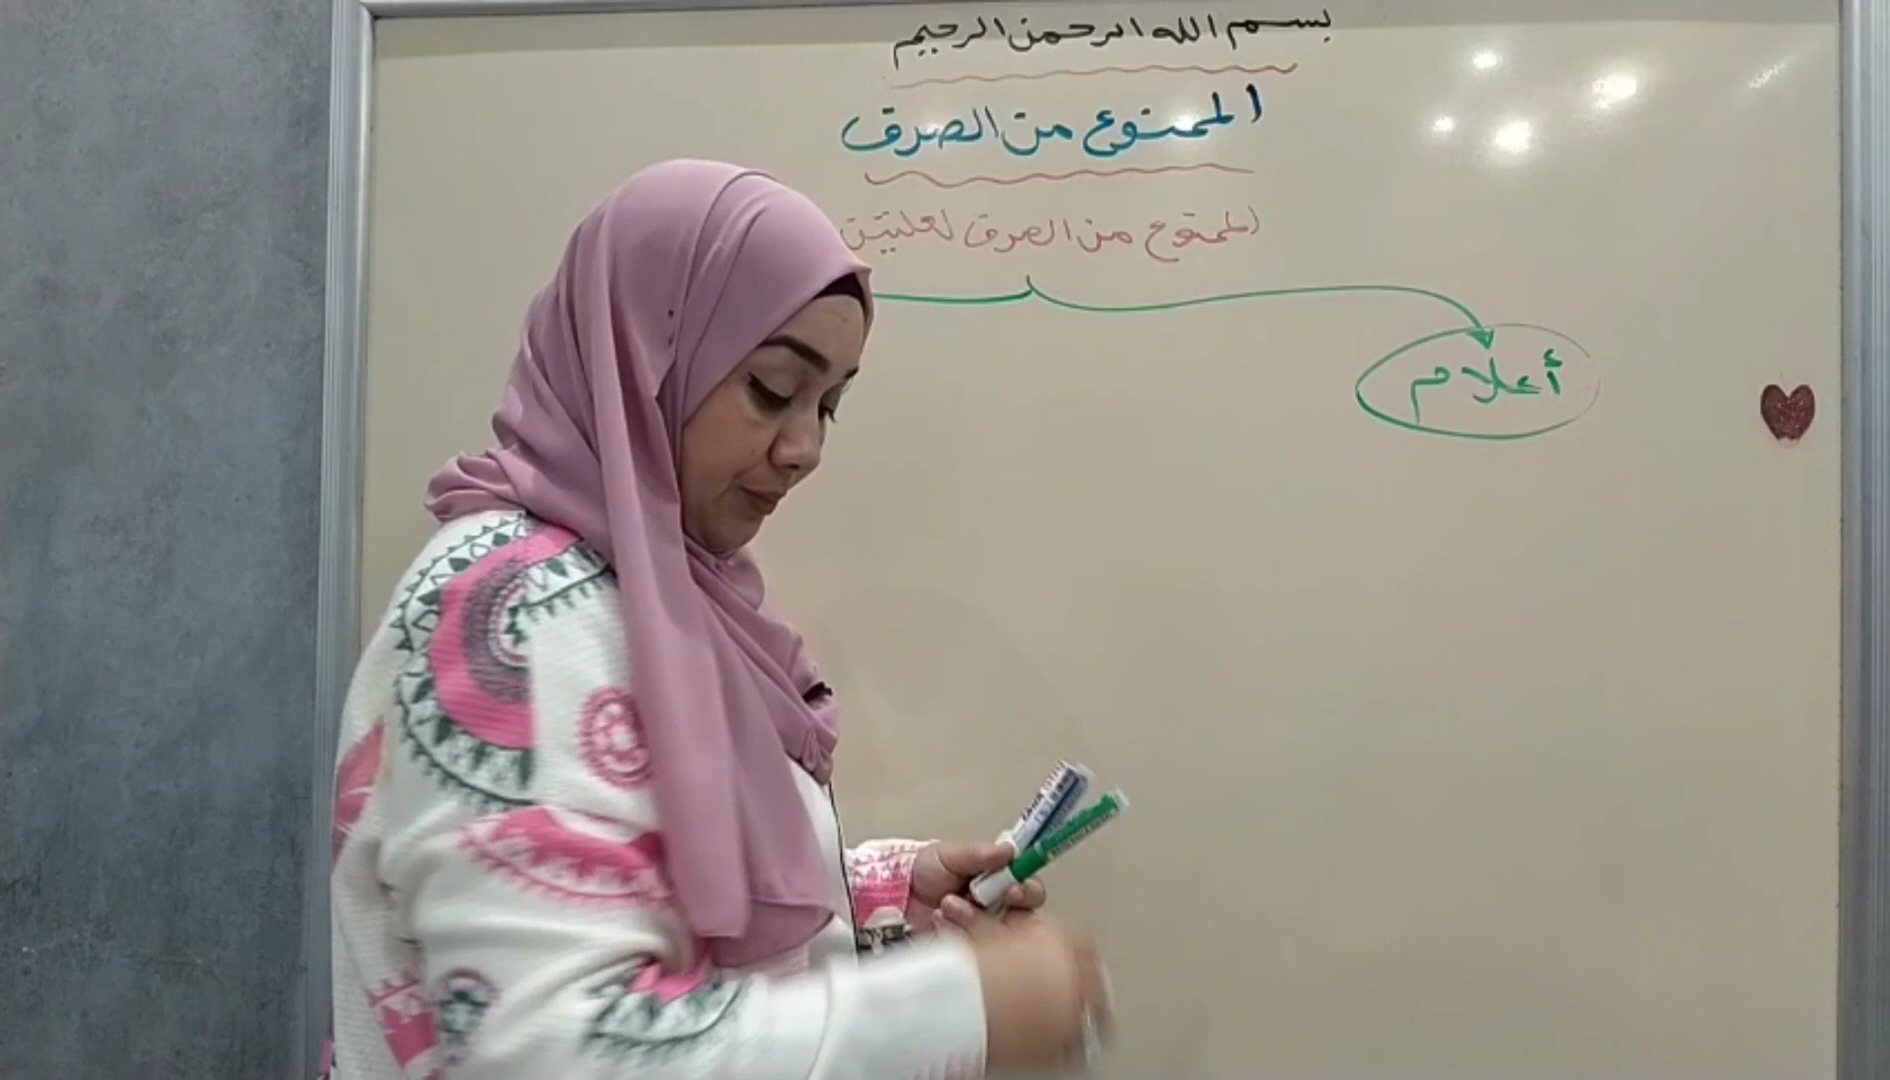 بسم الله الرحمن الرحيم
الممنوع من الصرف
الممنوع من الصرف لعلتين
أعلام